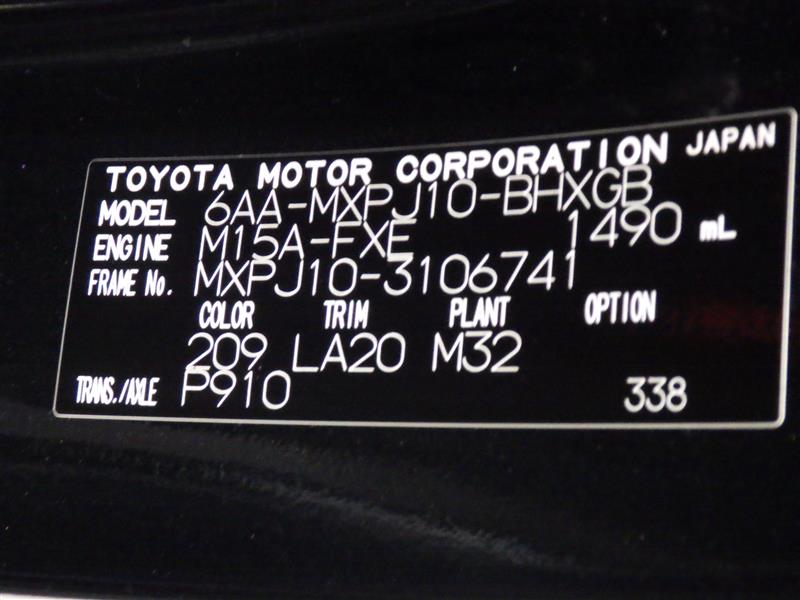 TOYOTA MOTOR CORPORATION JAPAN
MODEL 6AA-MXPJ10-BHXGB
ENGINE M15A-FXE 1490 mL
FRAME No. MXPJ10-3106741
COLOR TRIM PLANT OPTION
209 LA20 M32
TRANS./AXLE P910 338